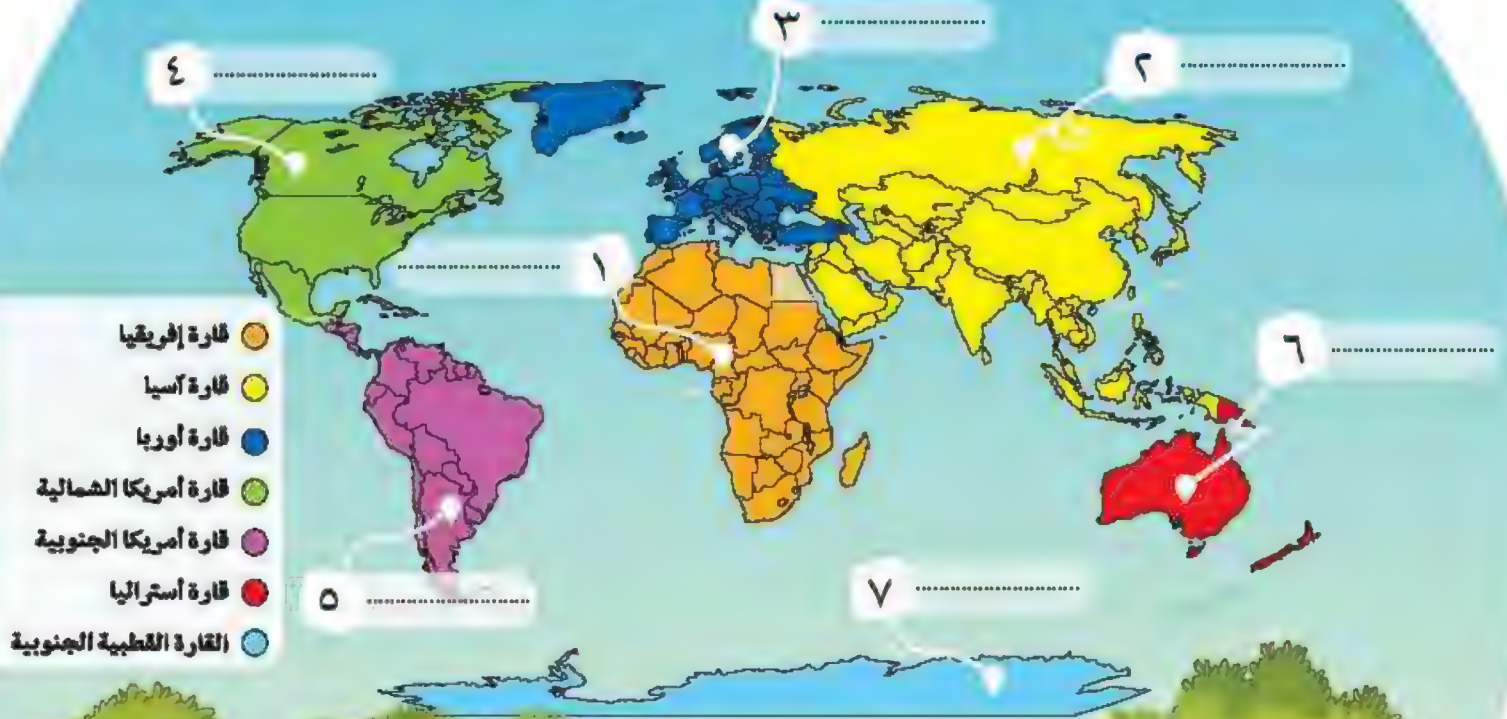 ٣ ........................
٢ ........................
٤ ........................
١ ........................
٦ ........................
قارة إفريقيا
قارة آسيا
قارة أوربا
قارة أمريكا الشمالية
قارة أمريكا الجنوبية
قارة أستراليا
القارة القطبية الجنوبية
٥ ........................
٧ ........................